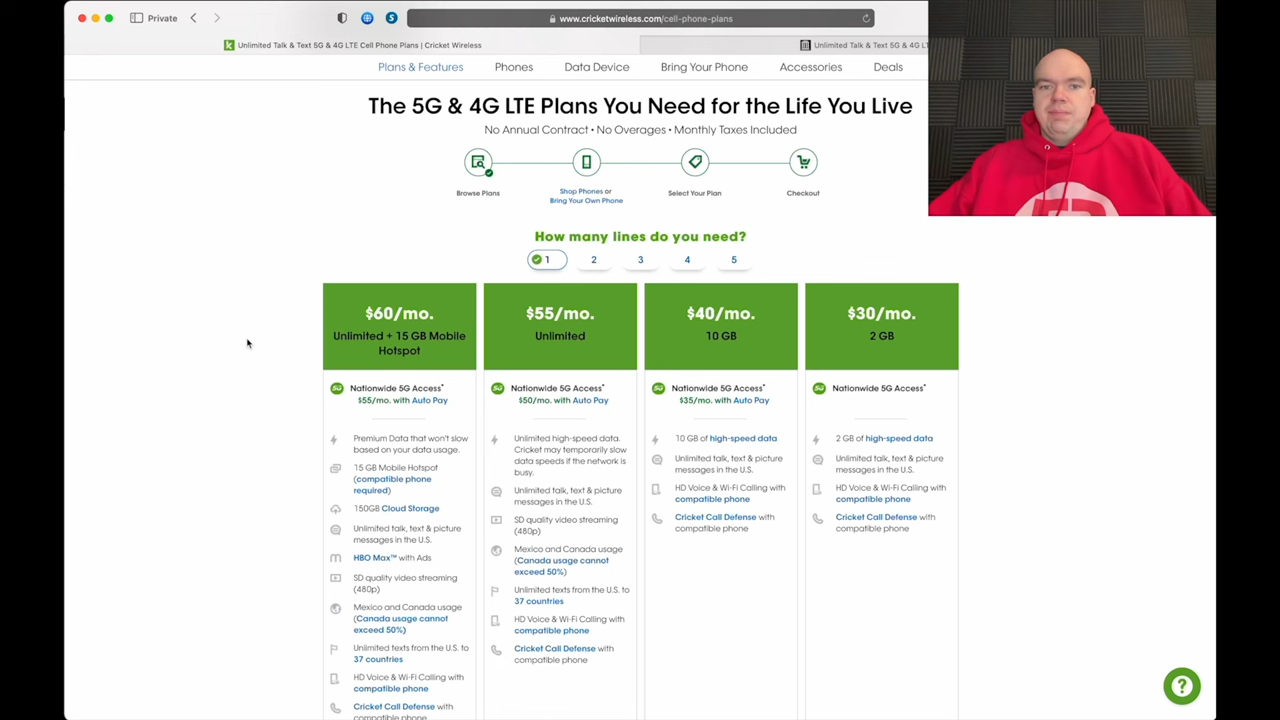 Private
www.cricketwireless.com/cell-phone-plans
Unlimited Talk & Text 5G & 4G LTE Cell Phone Plans | Cricket Wireless
Unlimited Talk & Text 5G & 4G LT
Plans & Features
Phones
Data Device
Bring Your Phone
Accessories
Deals
The 5G & 4G LTE Plans You Need for the Life You Live
No Annual Contract • No Overages • Monthly Taxes Included
Browse Plans
Shop Phones or
Bring Your Own Phone
Select Your Plan
Checkout
How many lines do you need?
1
2
3
4
5
$60/mo.
Unlimited + 15 GB Mobile
Hotspot
5G
Nationwide 5G Access*
$55/mo. with Auto Pay
Premium Data that won't slow
based on your data usage.
15 GB Mobile Hotspot
(compatible phone
required)
150GB Cloud Storage
Unlimited talk, text & picture
messages in the U.S.
HBO Max™ with Ads
SD quality video streaming
(480p)
Mexico and Canada usage
(Canada usage cannot
exceed 50%)
Unlimited texts from the U.S. to
37 countries
HD Voice & Wi-Fi Calling with
compatible phone
Cricket Call Defense with
compatible phone
$55/mo.
Unlimited
5G
Nationwide 5G Access*
$50/mo. with Auto Pay
Unlimited high-speed data.
Cricket may temporarily slow
data speeds if the network is
busy.
Unlimited talk, text & picture
messages in the U.S.
SD quality video streaming
(480p)
Mexico and Canada usage
(Canada usage cannot
exceed 50%)
Unlimited texts from the U.S. to
37 countries
HD Voice & Wi-Fi Calling with
compatible phone
Cricket Call Defense with
compatible phone
$40/mo.
10 GB
5G
Nationwide 5G Access*
$35/mo. with Auto Pay
10 GB of high-speed data
Unlimited talk, text & picture
messages in the U.S.
HD Voice & Wi-Fi Calling with
compatible phone
Cricket Call Defense with
compatible phone
$30/mo.
2 GB
5G
Nationwide 5G Access*
2 GB of high-speed data
Unlimited talk, text & picture
messages in the U.S.
HD Voice & Wi-Fi Calling with
compatible phone
Cricket Call Defense with
compatible phone
?